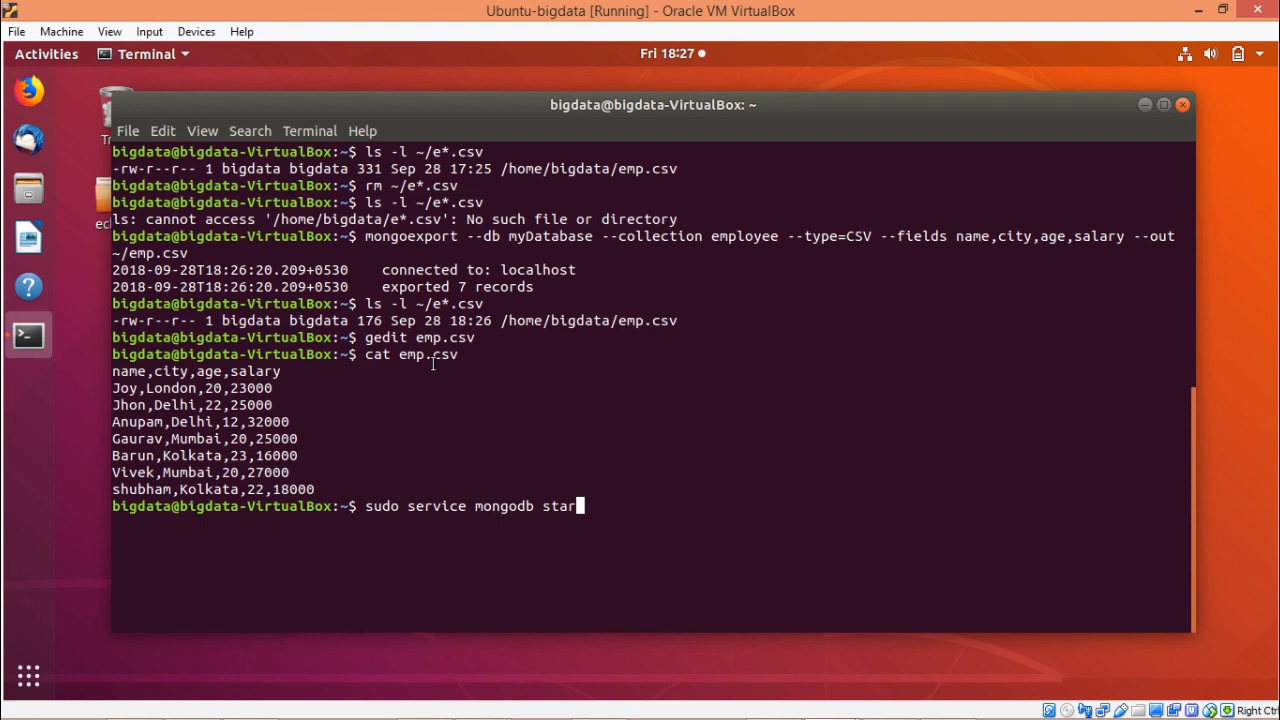 Ubuntu-bigdata [Running] - Oracle VM VirtualBox
File Machine View Input Devices Help
Activities Terminal Fri 18:27
bigdata@bigdata-VirtualBox: ~
File Edit View Search Terminal Help
bigdata@bigdata-VirtualBox:~$ ls -l ~/e*.csv
-rw-r--r-- 1 bigdata bigdata 331 Sep 28 17:25 /home/bigdata/emp.csv
bigdata@bigdata-VirtualBox:~$ rm ~/e*.csv
bigdata@bigdata-VirtualBox:~$ ls -l ~/e*.csv
ls: cannot access '/home/bigdata/e*.csv': No such file or directory
bigdata@bigdata-VirtualBox:~$ mongoexport --db myDatabase --collection employee --type=CSV --fields name,city,age,salary --out
~/emp.csv
2018-09-28T18:26:20.209+0530    connected to: localhost
2018-09-28T18:26:20.209+0530    exported 7 records
bigdata@bigdata-VirtualBox:~$ ls -l ~/e*.csv
-rw-r--r-- 1 bigdata bigdata 176 Sep 28 18:26 /home/bigdata/emp.csv
bigdata@bigdata-VirtualBox:~$ gedit emp.csv
bigdata@bigdata-VirtualBox:~$ cat emp.csv
name,city,age,salary
Joy,London,20,23000
Jhon,Delhi,22,25000
Anupam,Delhi,12,32000
Gaurav,Mumbai,20,25000
Barun,Kolkata,23,16000
Vivek,Mumbai,20,27000
shubham,Kolkata,22,18000
bigdata@bigdata-VirtualBox:~$ sudo service mongodb star
Right Ctrl